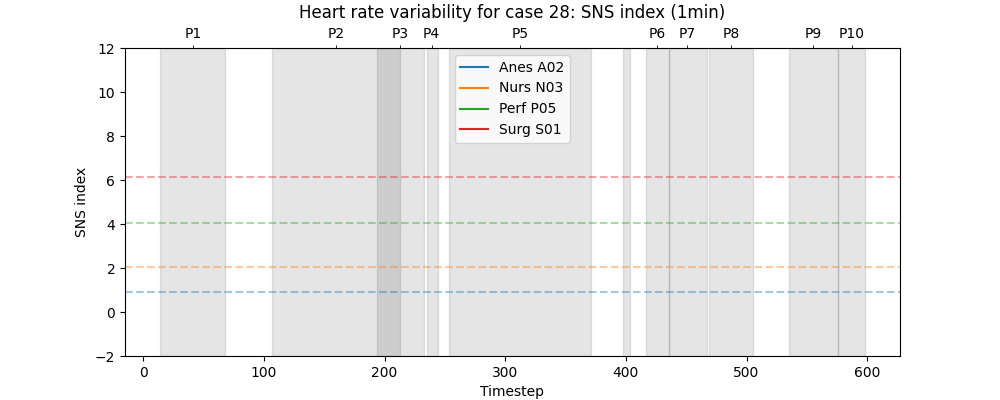 Heart rate variability for case 28: SNS index (1min)
P1 P2 P3 P4 P5 P6 P7 P8 P9 P10
12
10
8
6
4
2
0
−2
SNS index
Anes A02
Nurs N03
Perf P05
Surg S01
0 100 200 300 400 500 600
Timestep